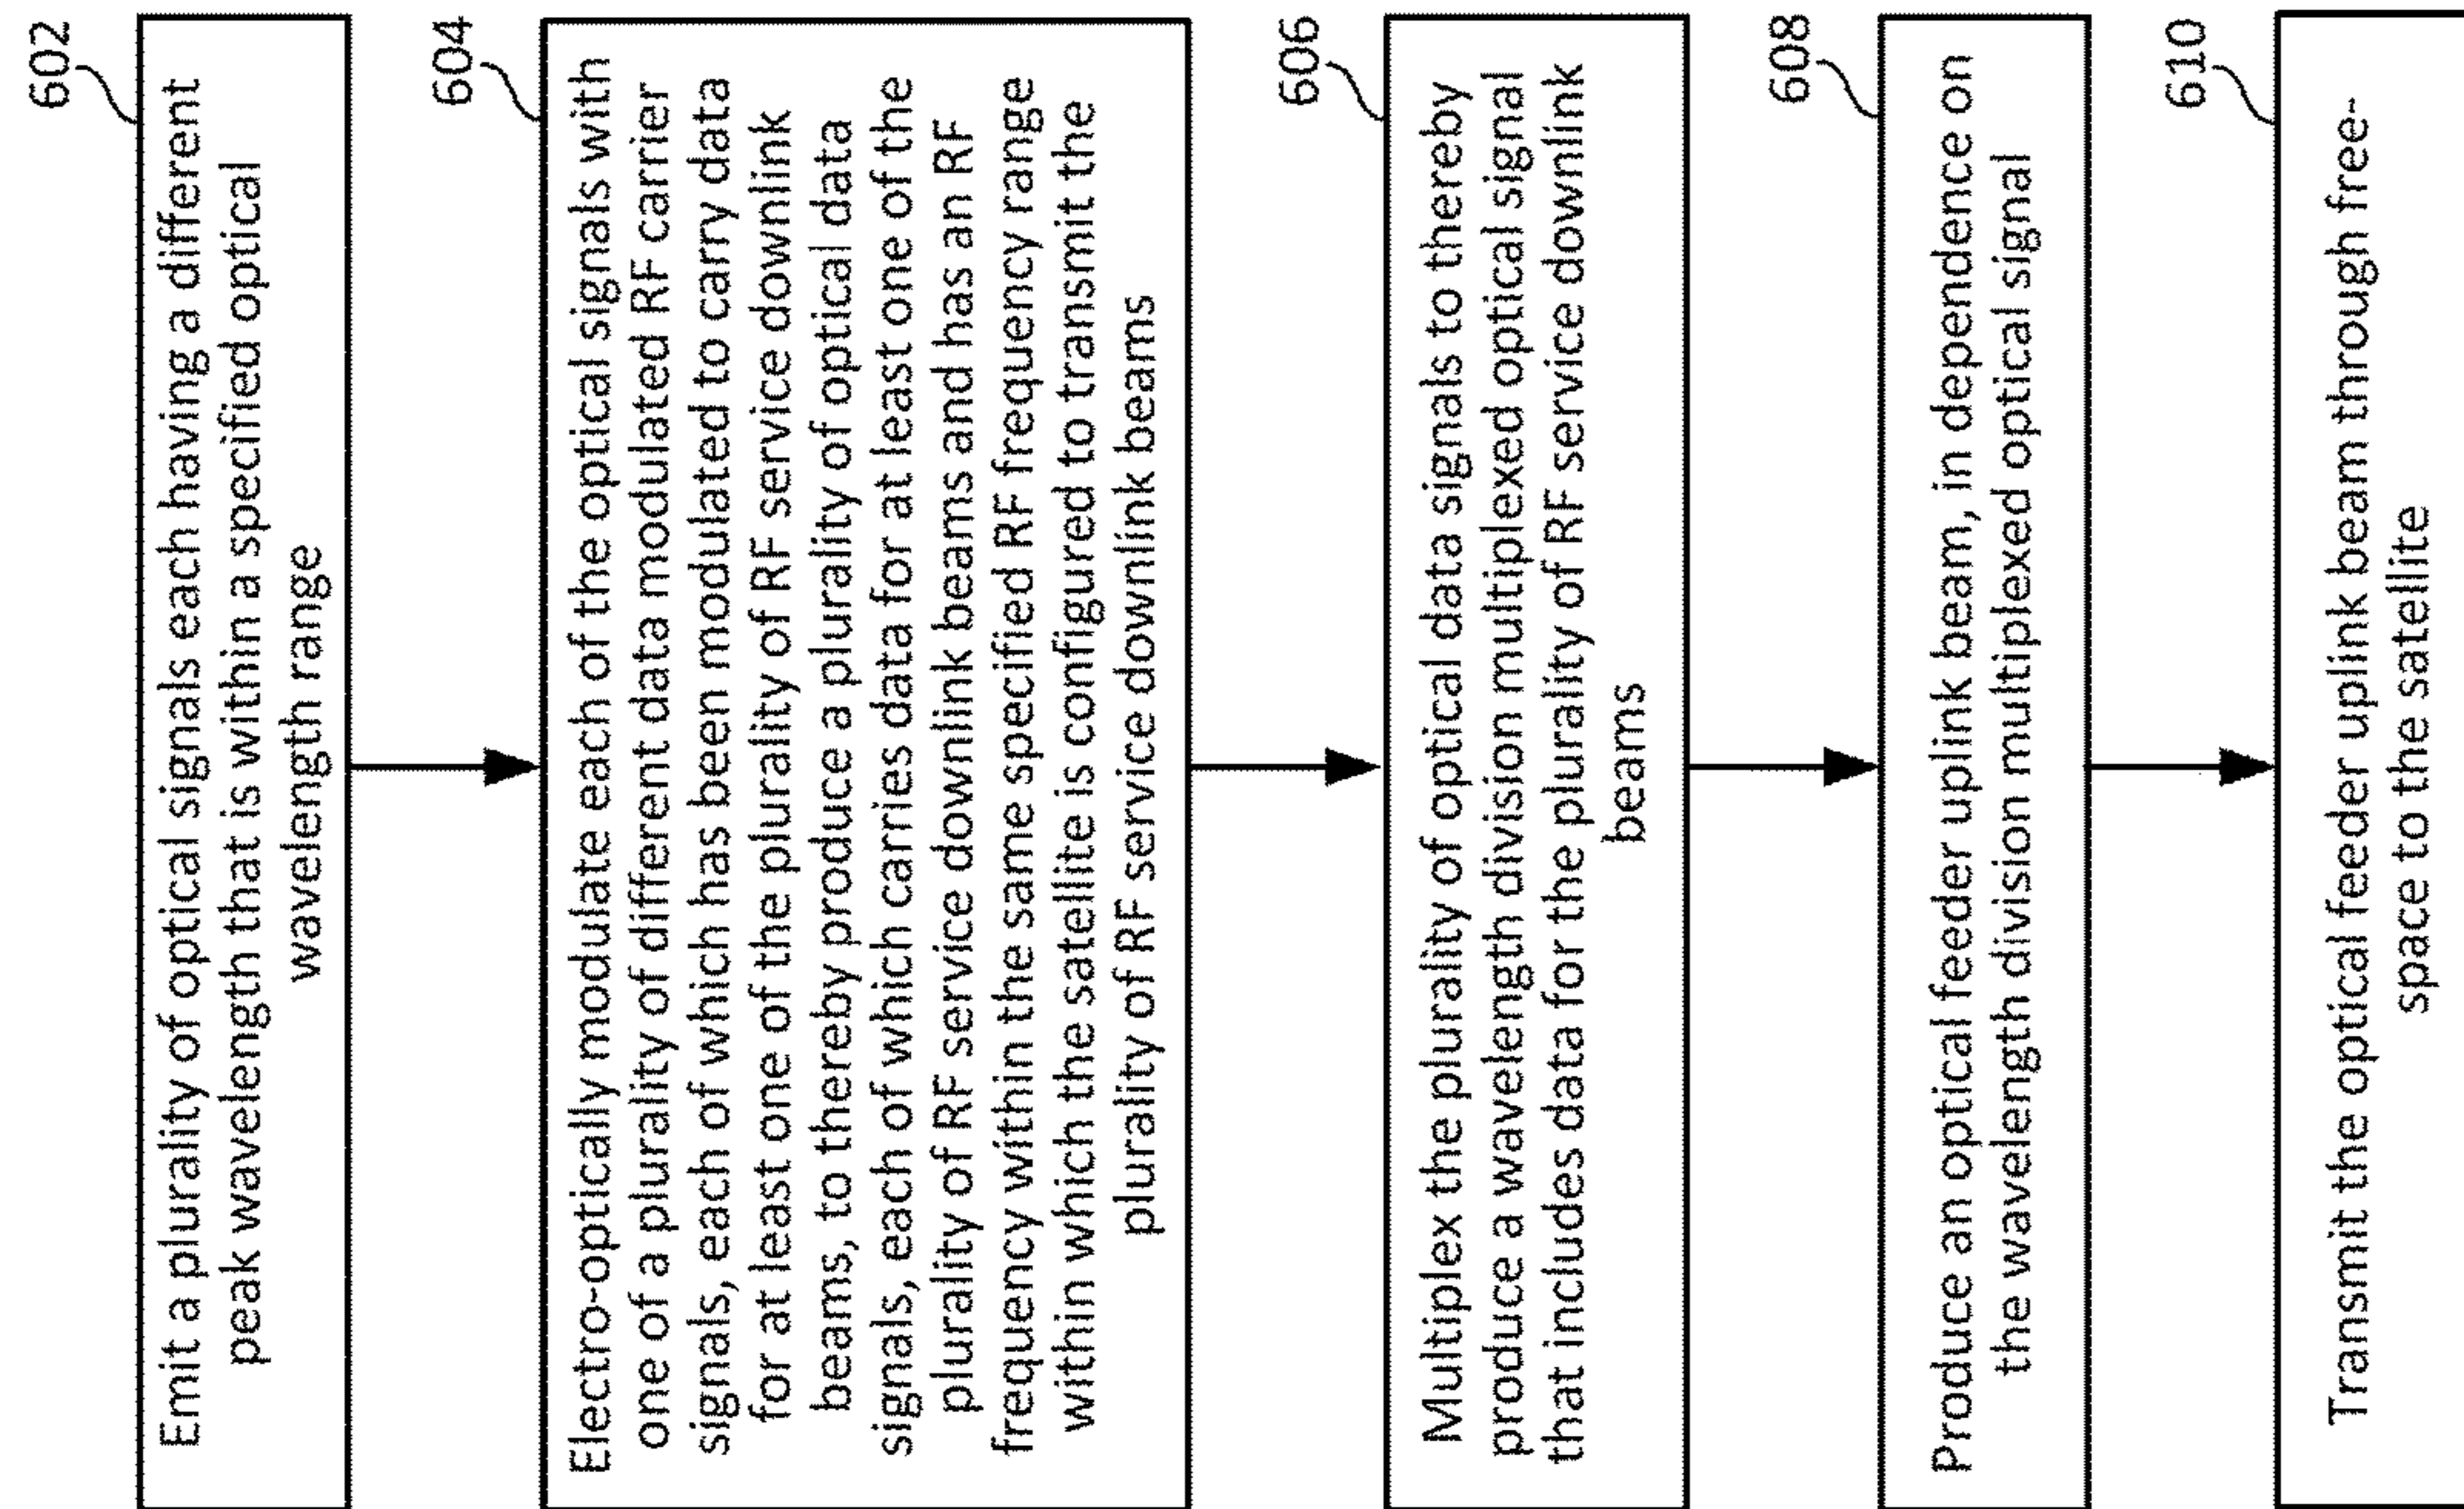 602
Emit a plurality of optical signals each having a different
peak wavelength that is within a specified optical
wavelength range
604
Electro-optically modulate each of the optical signals with
one of a plurality of different data modulated RF carrier
signals, each of which has been modulated to carry data
for at least one of the plurality of RF service downlink
beams, to thereby produce a plurality of optical data
signals, each of which carries data for at least one of the
plurality of RF service downlink beams and has an RF
frequency within the same specified RF frequency range
within which the satellite is configured to transmit the
plurality of RF service downlink beams
606
Multiplex the plurality of optical data signals to thereby
produce a wavelength division multiplexed optical signal
that includes data for the plurality of RF service downlink
beams
608
Produce an optical feeder uplink beam, in dependence on
the wavelength division multiplexed optical signal
610
Transmit the optical feeder uplink beam through free-
space to the satellite